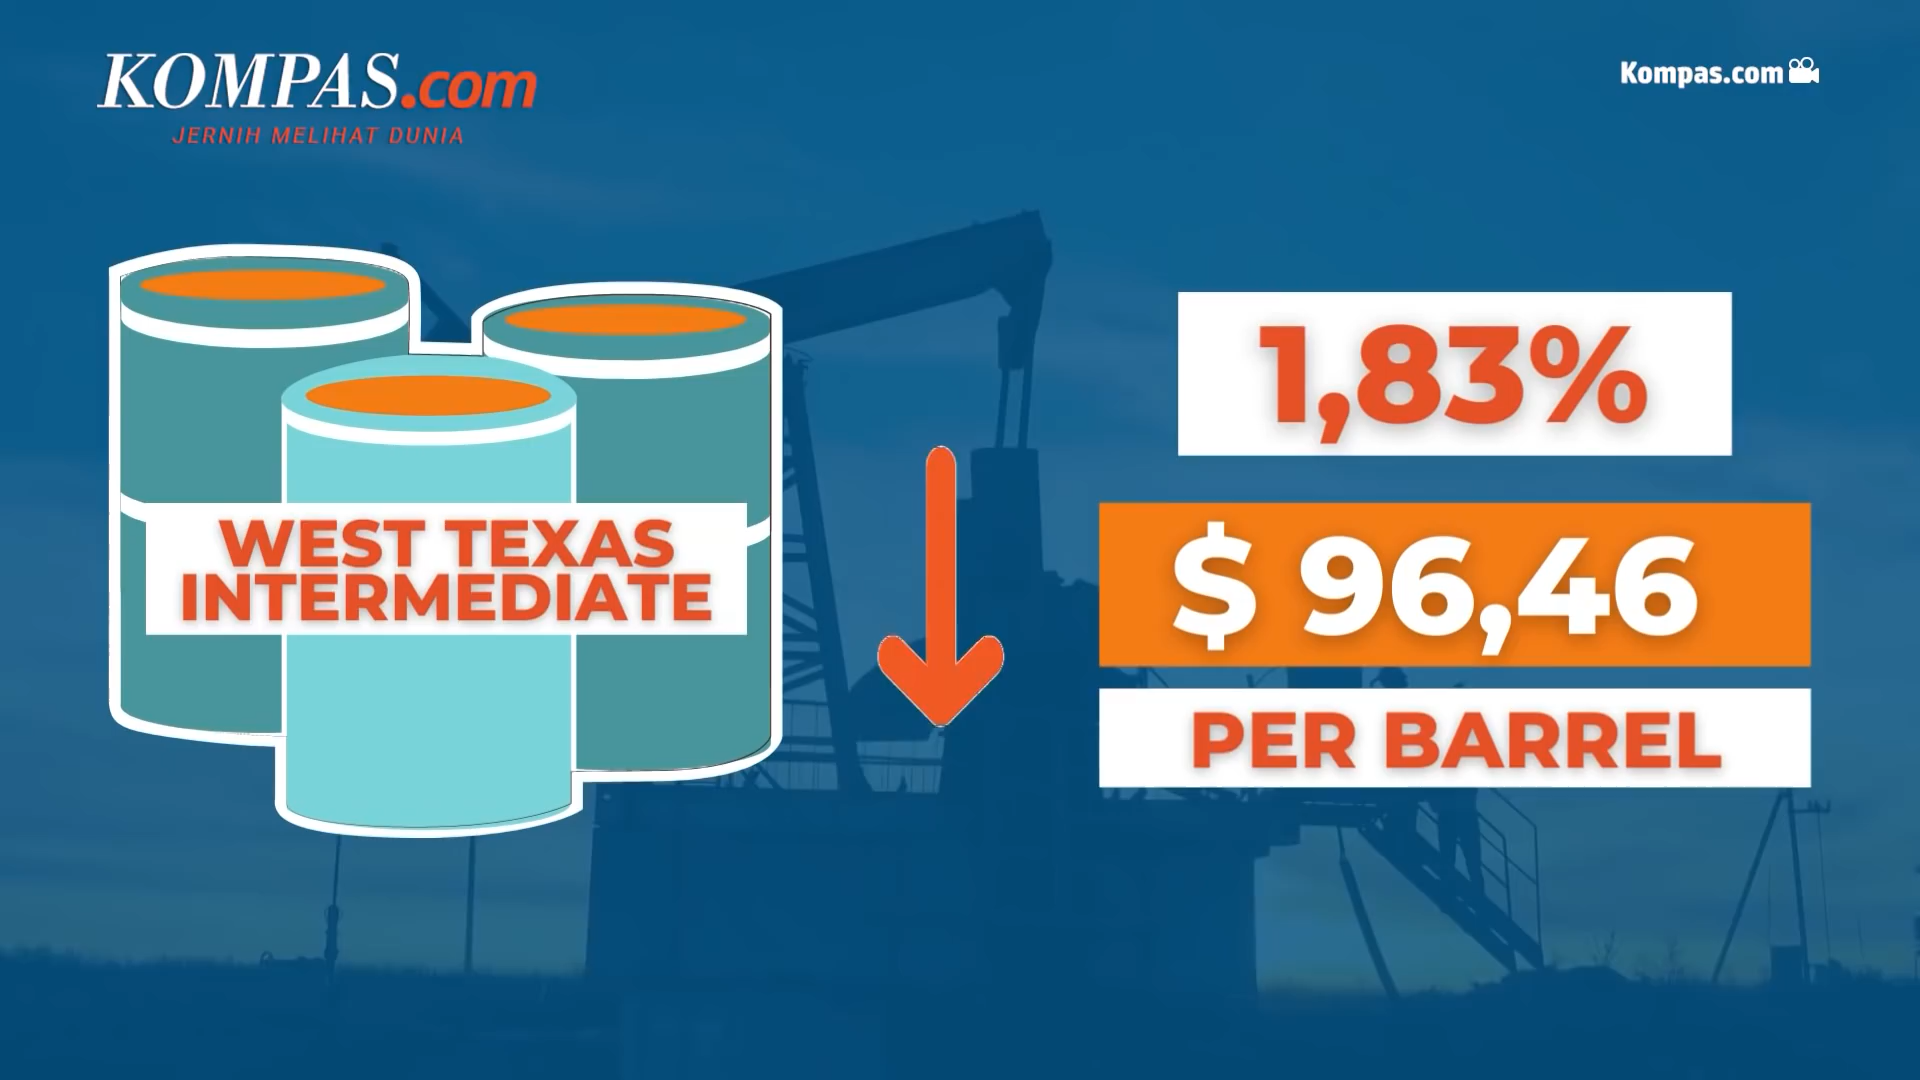 KOMPAS.com
JERNIH MELIHAT DUNIA
Kompas.com
WEST TEXAS
INTERMEDIATE
1,83%
$ 96,46
PER BARREL